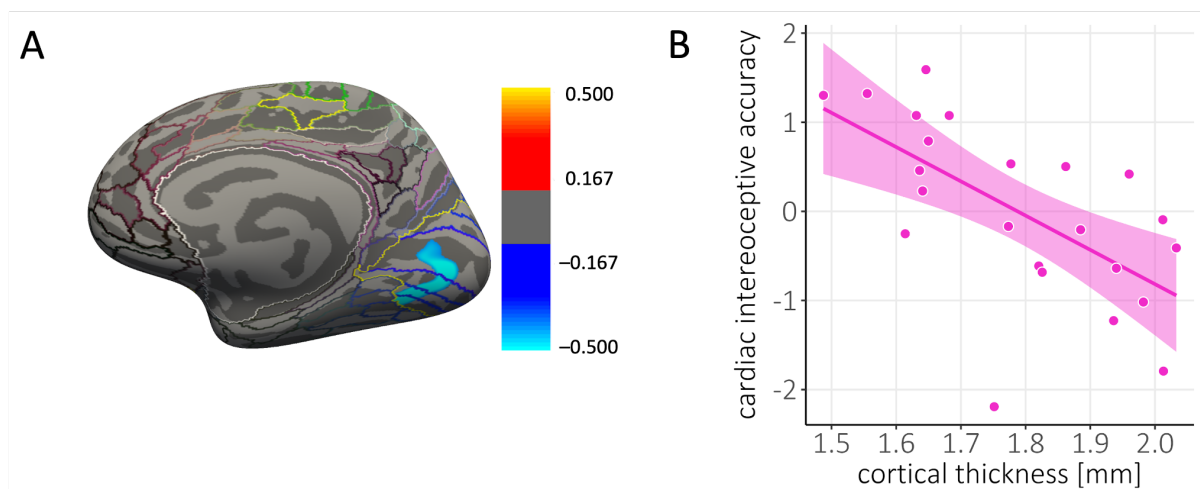 A
0.500
0.167
−0.167
−0.500
B
cardiac intereoceptive accuracy
2
1
0
-1
-2
1.5 1.6 1.7 1.8 1.9 2.0
cortical thickness [mm]